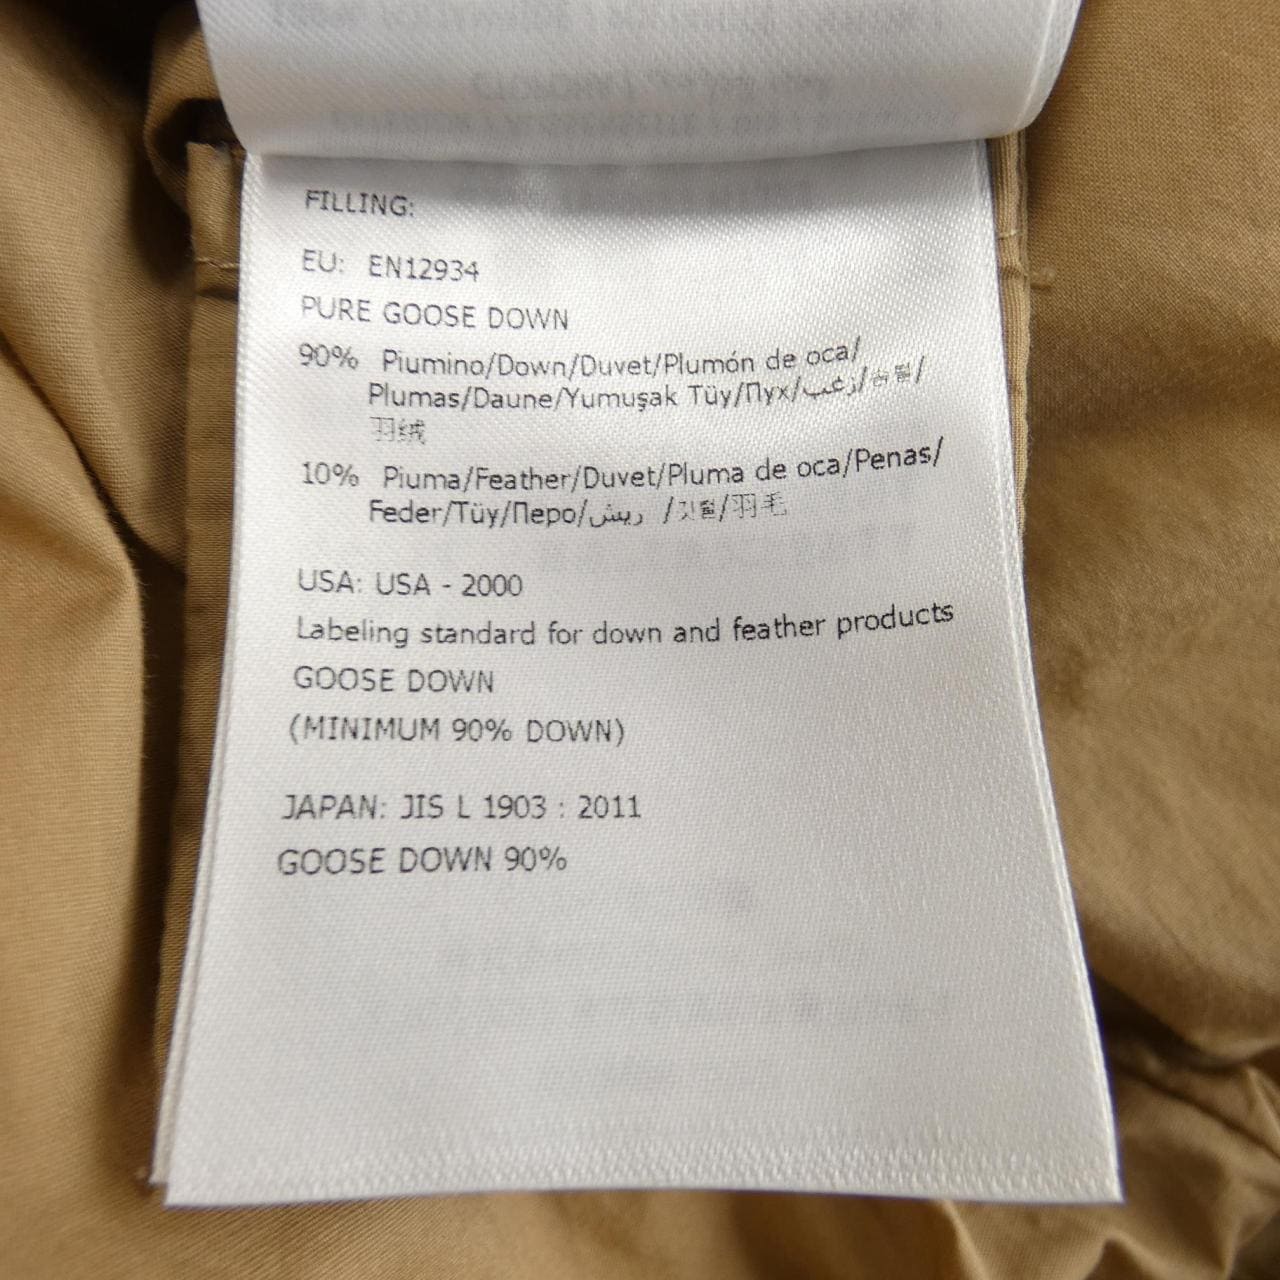 FILLING:
EU: EN12934
PURE GOOSE DOWN
90% Piumino/Down/Duvet/Plumón de oca/
Plumas/Daune/Yumuşak Tüy/Пух/زغب/솜털/
羽绒
10% Piuma/Feather/Duvet/Pluma de oca/Penas/
Feder/Tüy/Перо/ريش /깃털/羽毛
USA: USA - 2000
Labeling standard for down and feather products
GOOSE DOWN
(MINIMUM 90% DOWN)
JAPAN: JIS L 1903 : 2011
GOOSE DOWN 90%